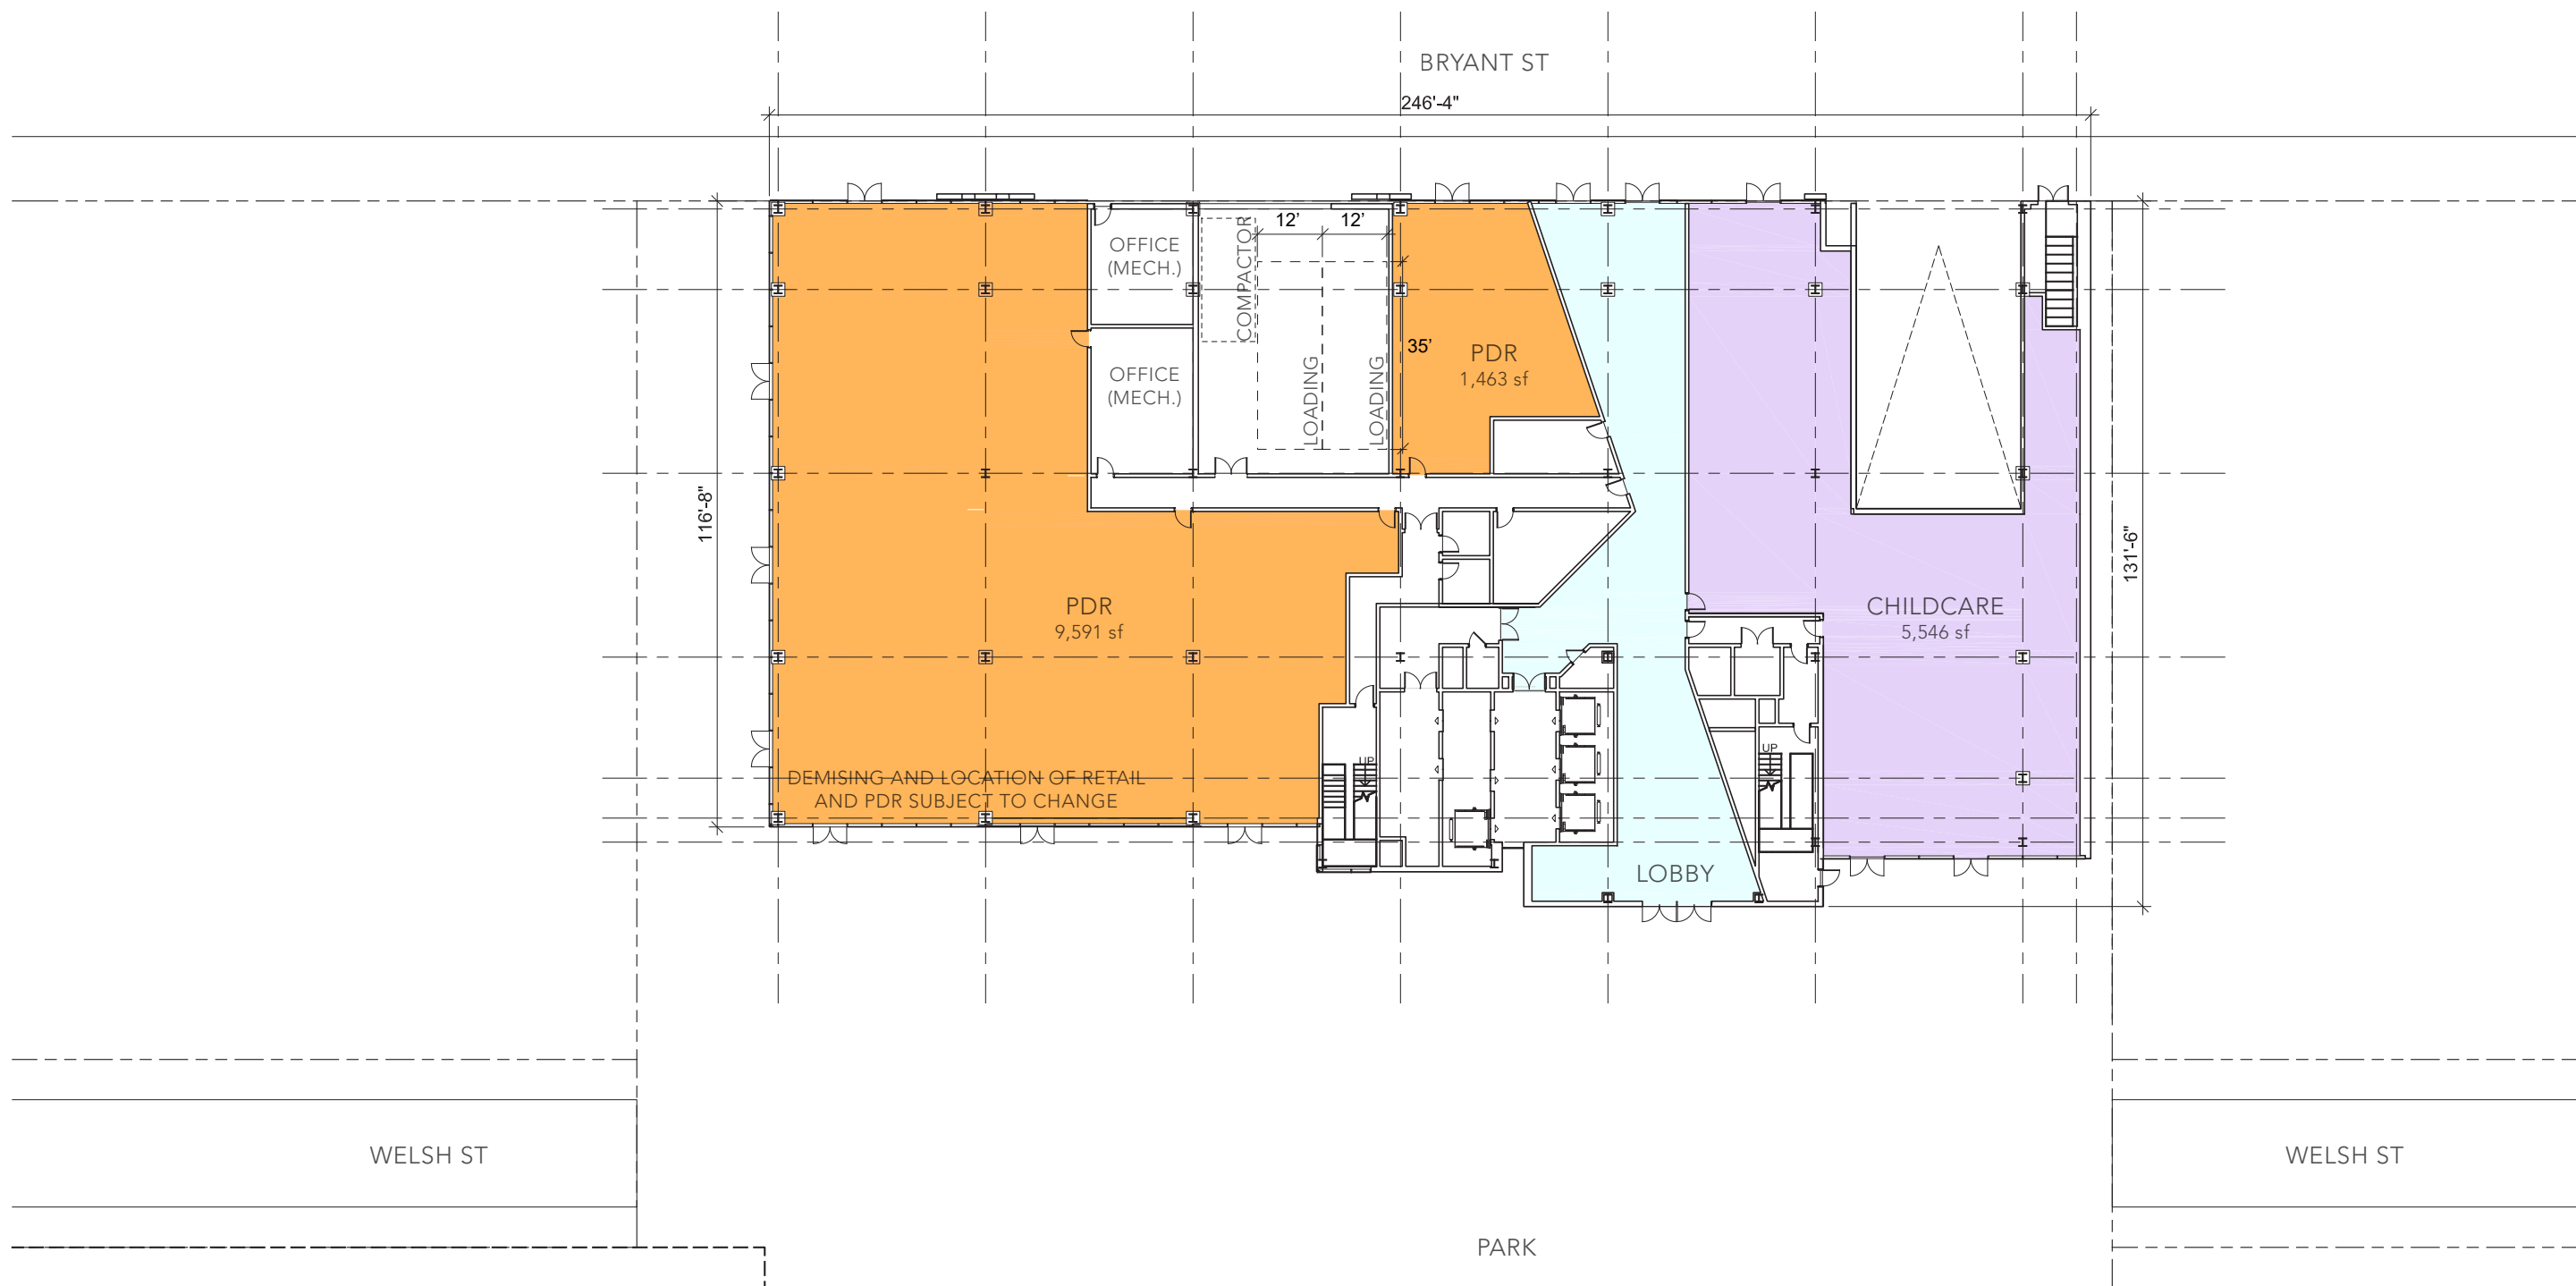 BRYANT ST
246'-4"
OFFICE
(MECH.)
COMPACTOR
12'
12'
35'
LOADING
LOADING
PDR
1,463 sf
OFFICE
(MECH.)
116'-8"
131'-6"
PDR
9,591 sf
CHILDCARE
5,546 sf
UP
UP
DEMISING AND LOCATION OF RETAIL
AND PDR SUBJECT TO CHANGE
LOBBY
WELSH ST
WELSH ST
PARK